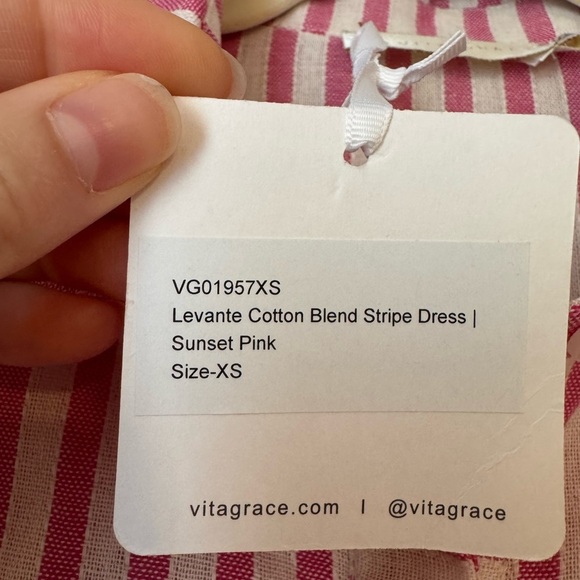 VG01957XS
Levante Cotton Blend Stripe Dress |
Sunset Pink
Size-XS
vitagrace.com I @vitagrace